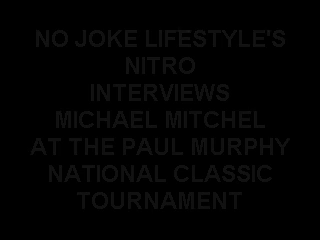 NO JOKE LIFESTYLE'S
NITRO
INTERVIEWS
MICHAEL MITCHEL
AT THE PAUL MURPHY
NATIONAL CLASSIC
TOURNAMENT